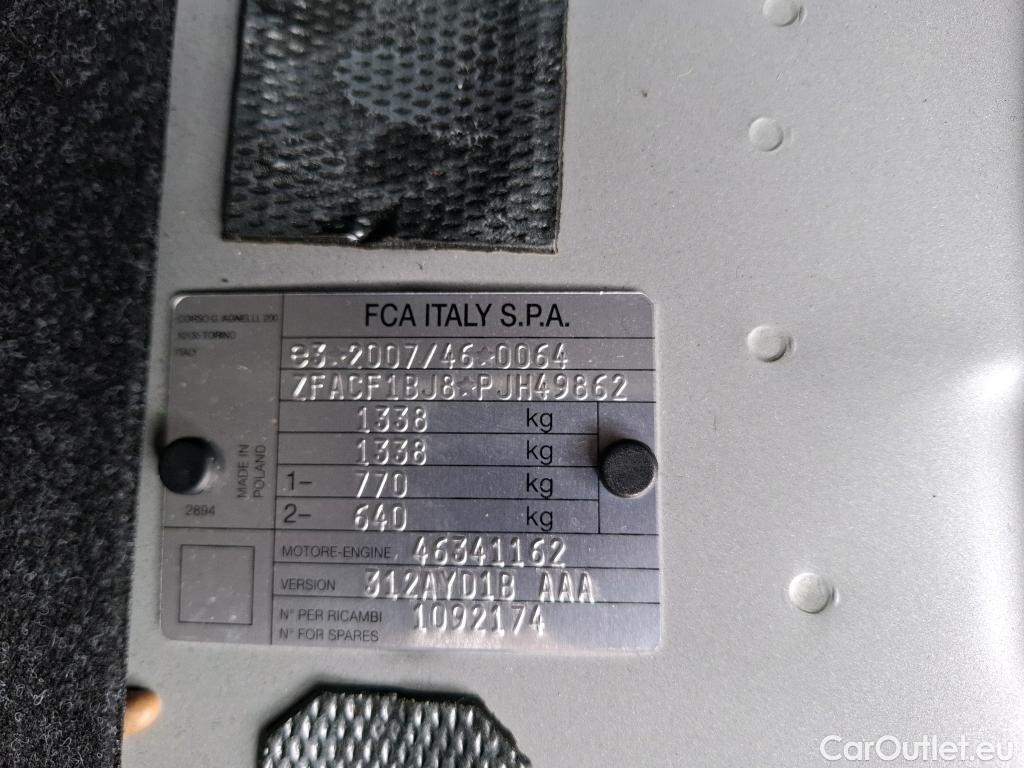 FCA ITALY S.P.A.
CORSO G. AGNELLI, 200
10135 TORINO
ITALY
e3*2007/46*0064
ZFACF1BJ8*PJH49862
1338 kg
1338 kg
1- 770 kg
2- 640 kg
MADE IN
POLAND
2894
MOTORE-ENGINE 46341162
VERSION 312AYD1B AAA
N° PER RICAMBI
N° FOR SPARES
1092174
CarOutlet.eu